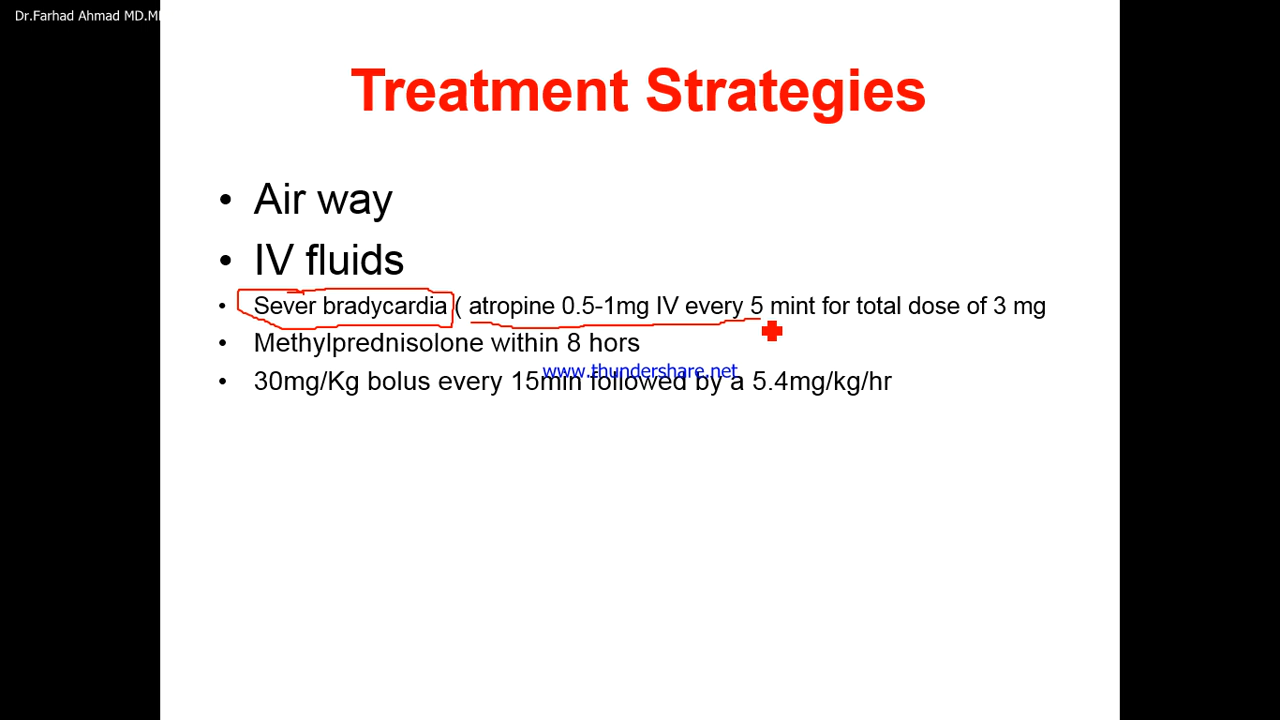 Dr.Farhad Ahmad MD.
Treatment Strategies
• Air way
• IV fluids
• Sever bradycardia ( atropine 0.5-1mg IV every 5 mint for total dose of 3 mg
• Methylprednisolone within 8 hors
www.thundershare.net
• 30mg/Kg bolus every 15min followed by a 5.4mg/kg/hr